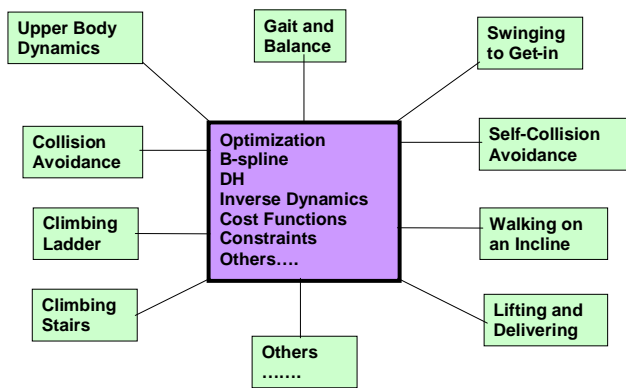 Upper Body
Dynamics
Gait and
Balance
Swinging
to Get-in
Collision
Avoidance
Optimization
B-spline
DH
Inverse Dynamics
Cost Functions
Constraints
Others....
Self-Collision
Avoidance
Climbing
Ladder
Walking on
an Incline
Climbing
Stairs
Lifting and
Delivering
Others
.......